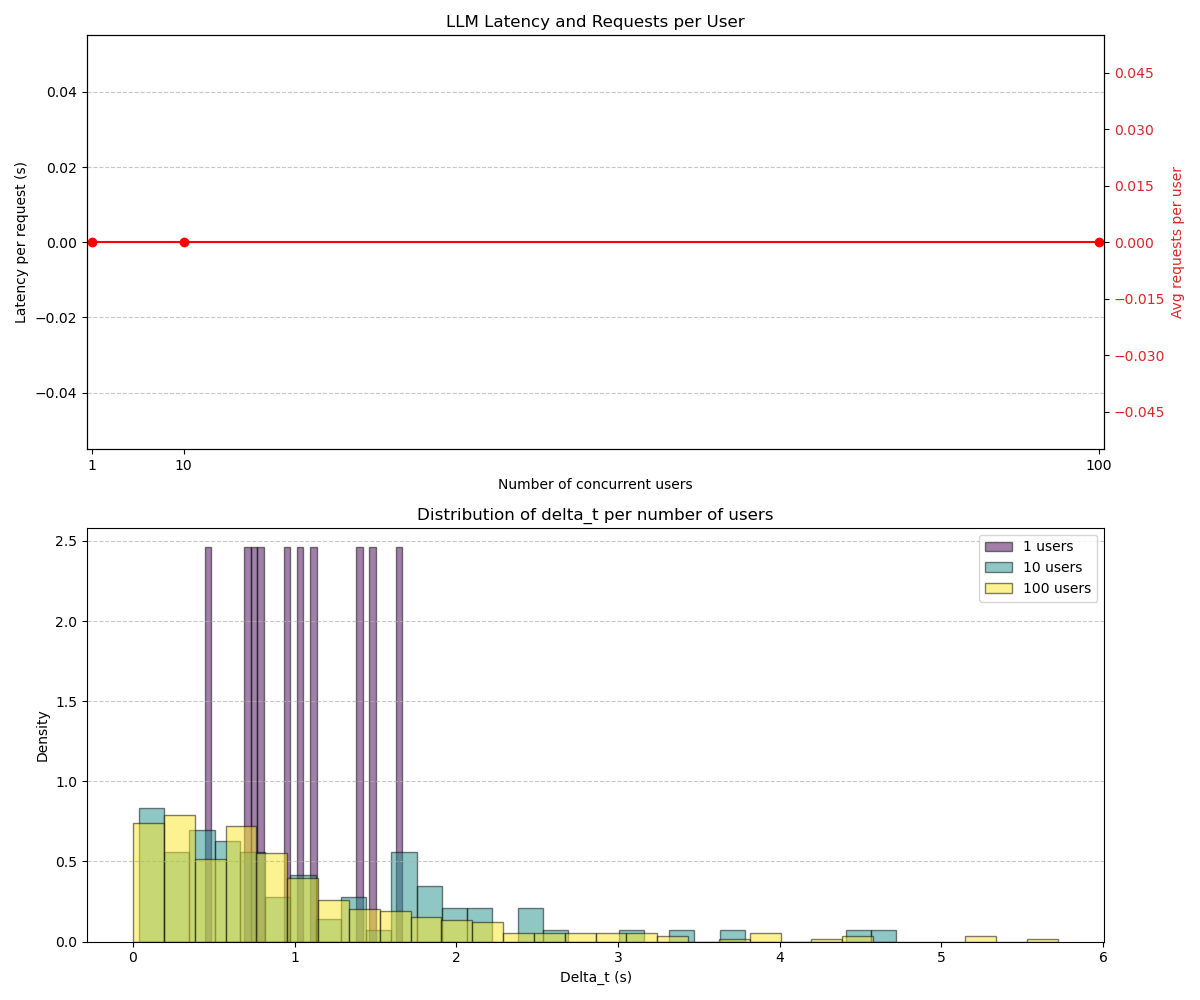 LLM Latency and Requests per User
0.04
0.02
0.00
−0.02
−0.04
Latency per request (s)
0.045
0.030
0.015
0.000
−0.015
−0.030
−0.045
Avg requests per user
1 10 100
Number of concurrent users
Distribution of delta_t per number of users
2.5
2.0
1.5
1.0
0.5
0.0
Density
1 users
10 users
100 users
0 1 2 3 4 5 6
Delta_t (s)